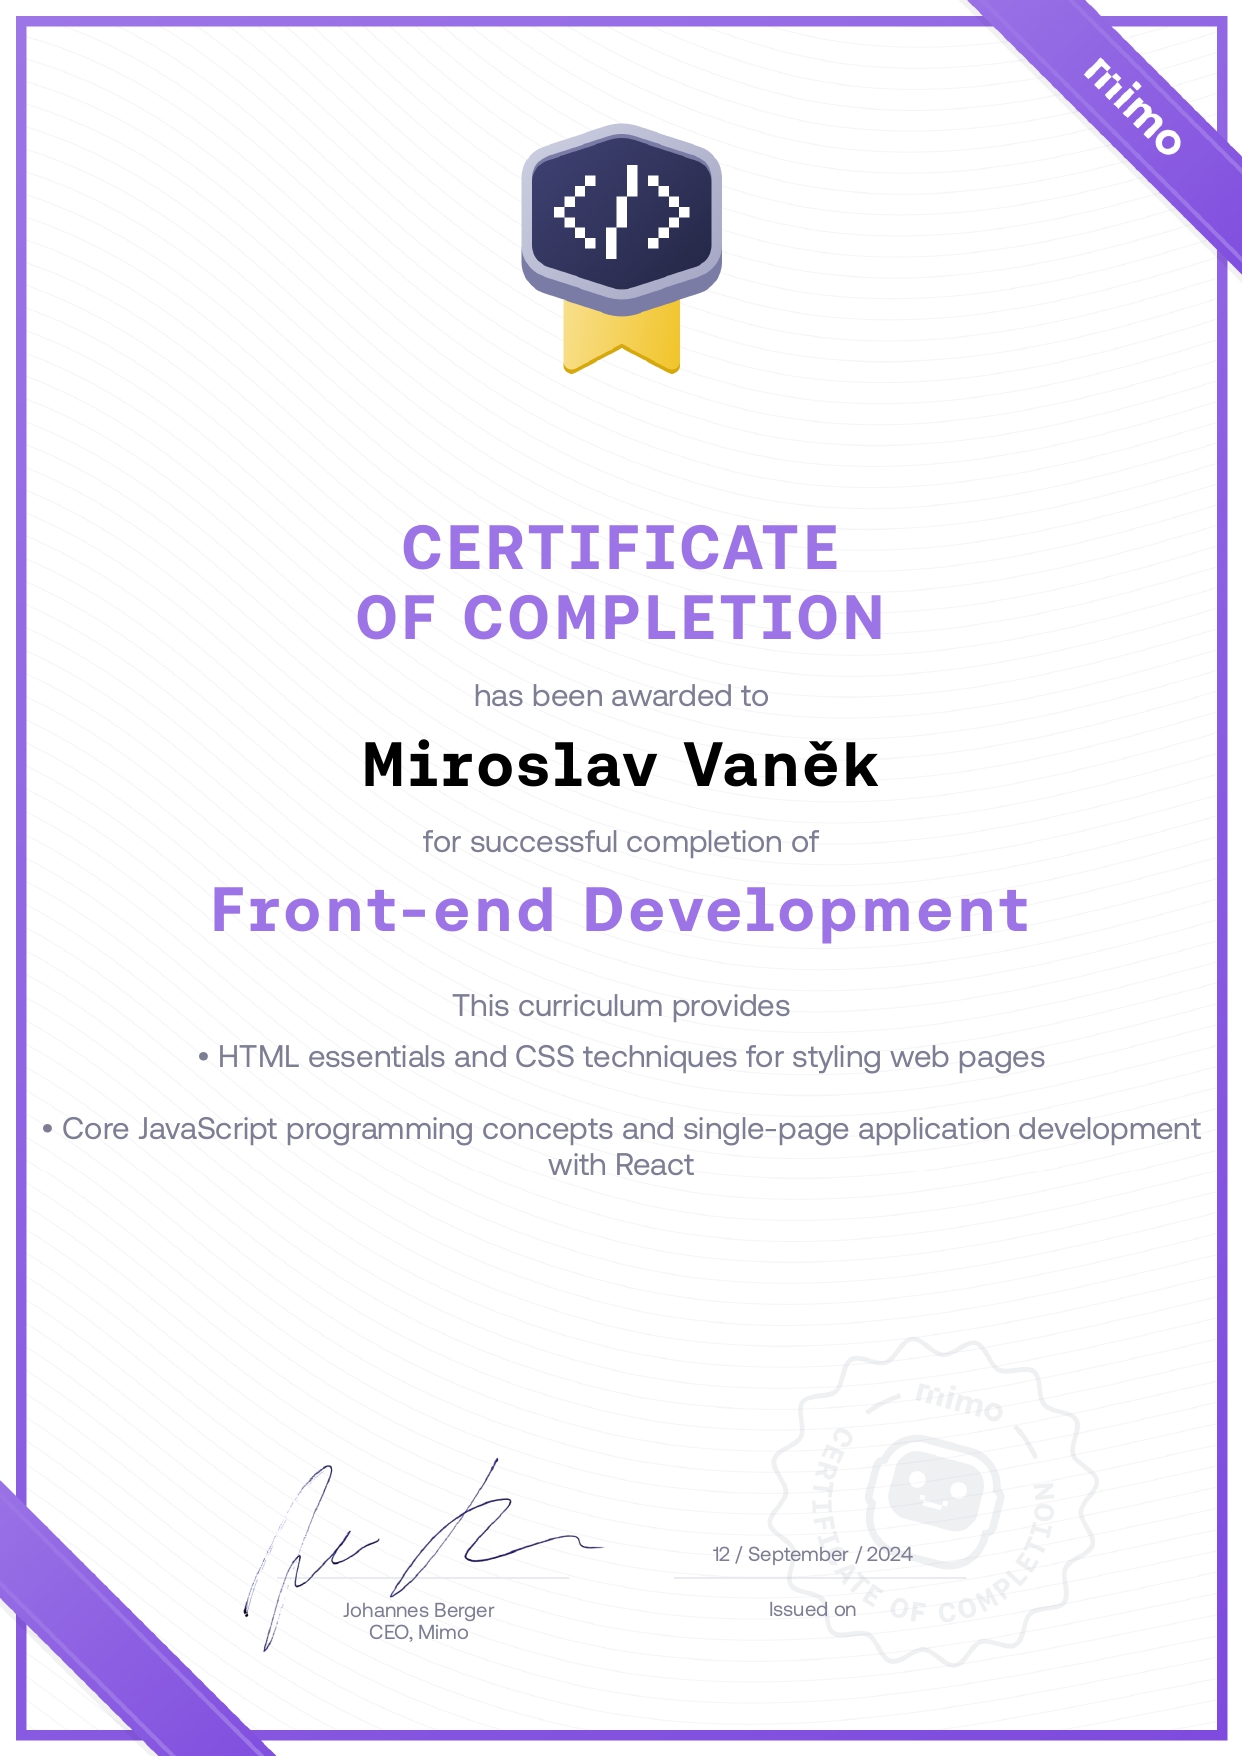 mimo
</>
CERTIFICATE
OF COMPLETION
has been awarded to
Miroslav Vaněk
for successful completion of
Front-end Development
This curriculum provides
• HTML essentials and CSS techniques for styling web pages
• Core JavaScript programming concepts and single-page application development
with React
mimo
CERTIFICATE OF COMPLETION
12 / September / 2024
Johannes Berger
CEO, Mimo
Issued on